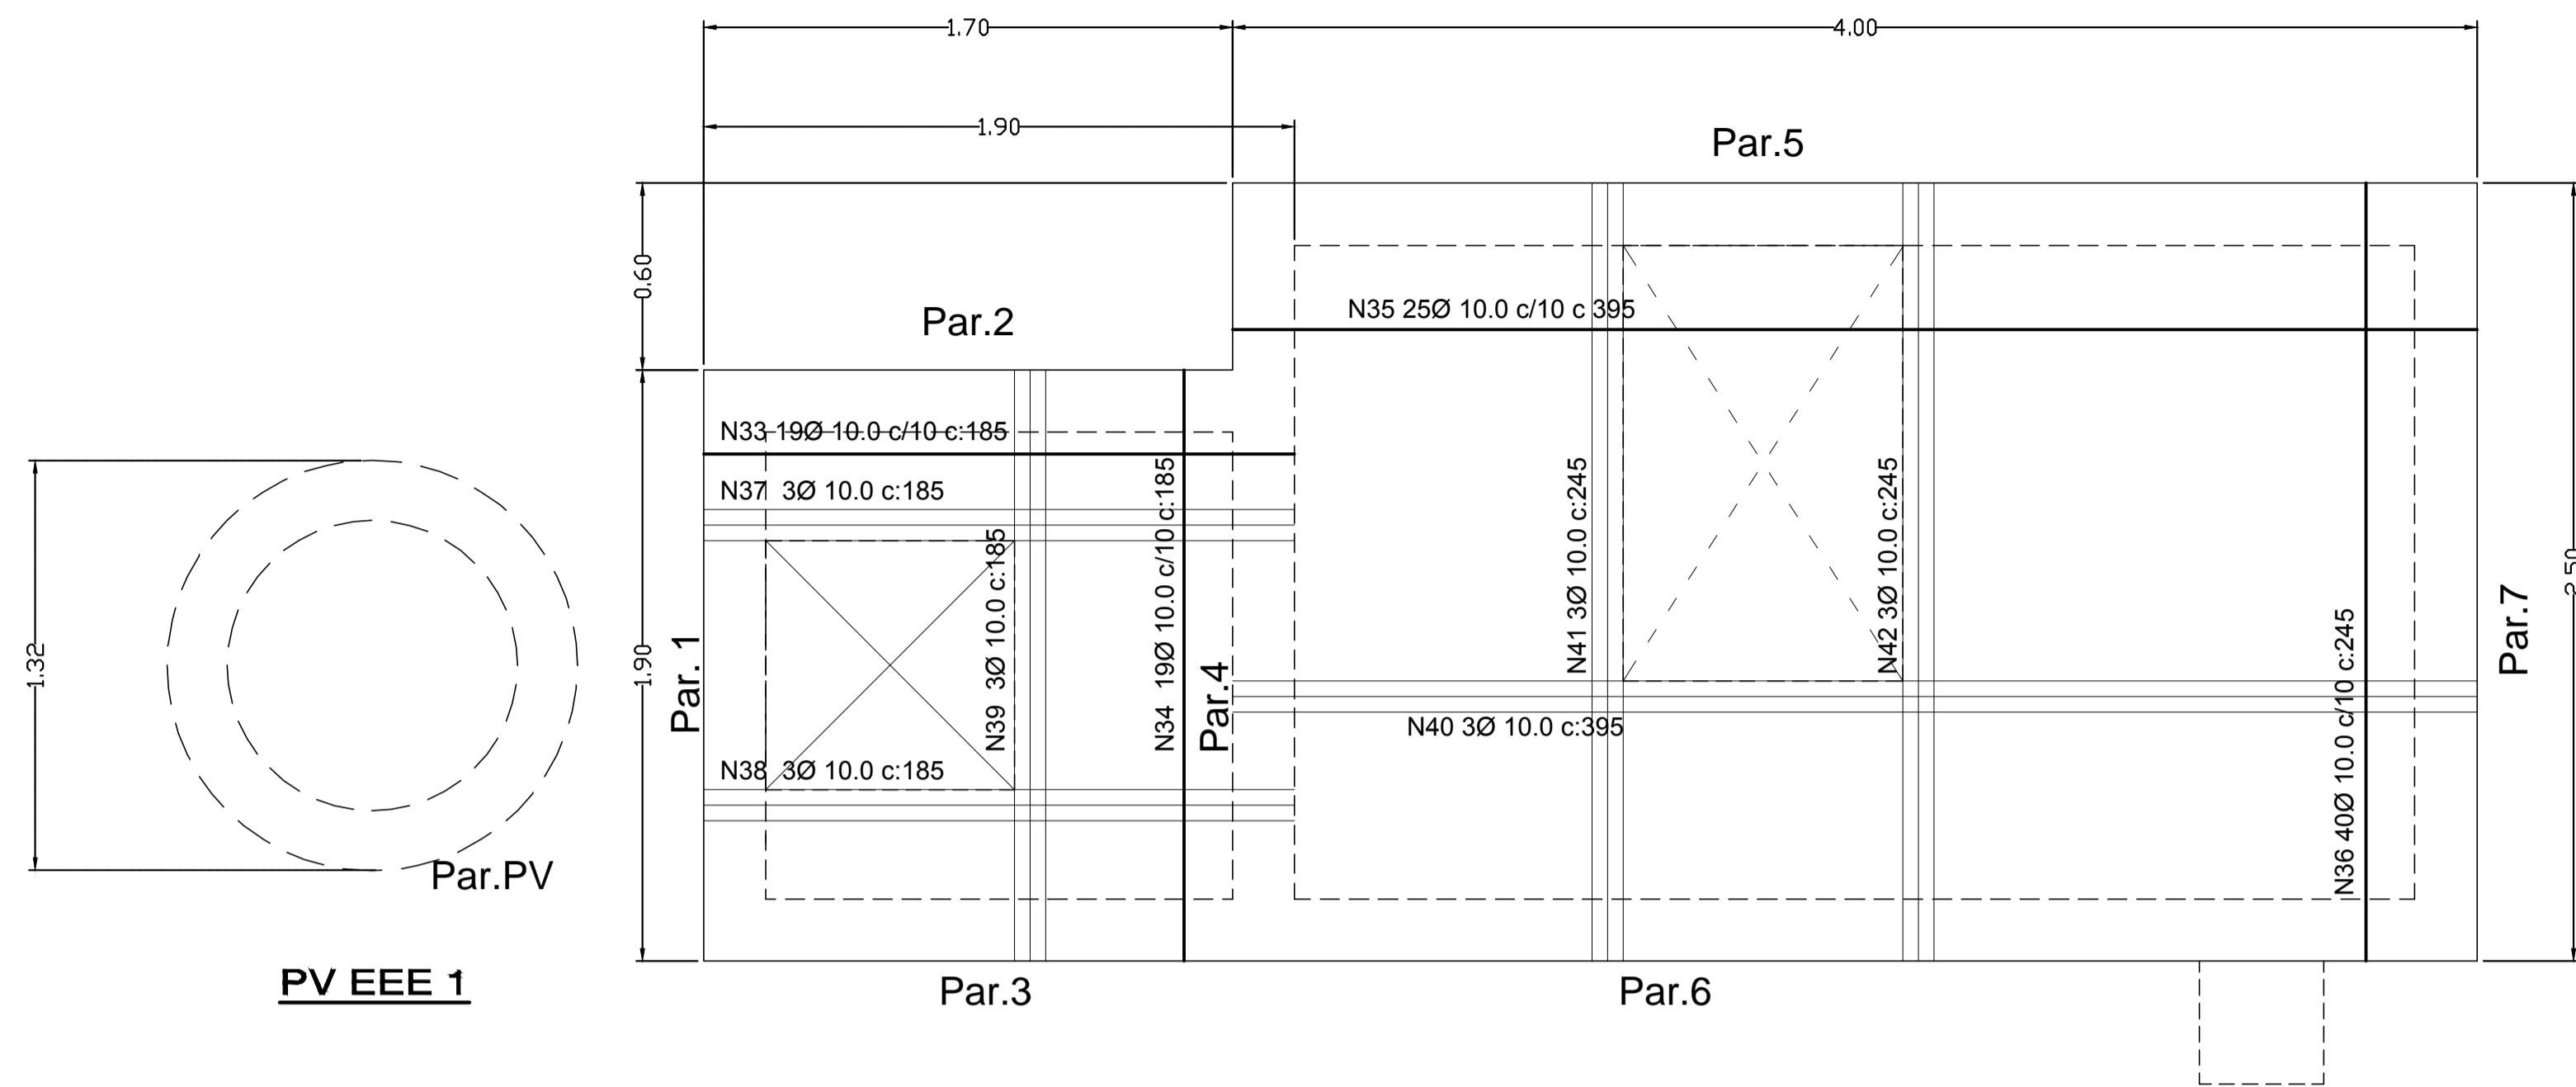 1.70
4.00
1.90
Par.5
0.60
Par.2
N35 25Ø 10.0 c/10 c 395
N33 19Ø 10.0 c/10 c:185
N37 3Ø 10.0 c:185
N39 3Ø 10.0 c:185
N34 19Ø 10.0 c/10 c:185
N41 3Ø 10.0 c:245
N42 3Ø 10.0 c:245
2.50
1.32
Par. 1
1.90
Par.4
Par.7
N40 3Ø 10.0 c:395
N36 40Ø 10.0 c/10 c:245
N38 3Ø 10.0 c:185
Par.PV
PV EEE 1
Par.3
Par.6